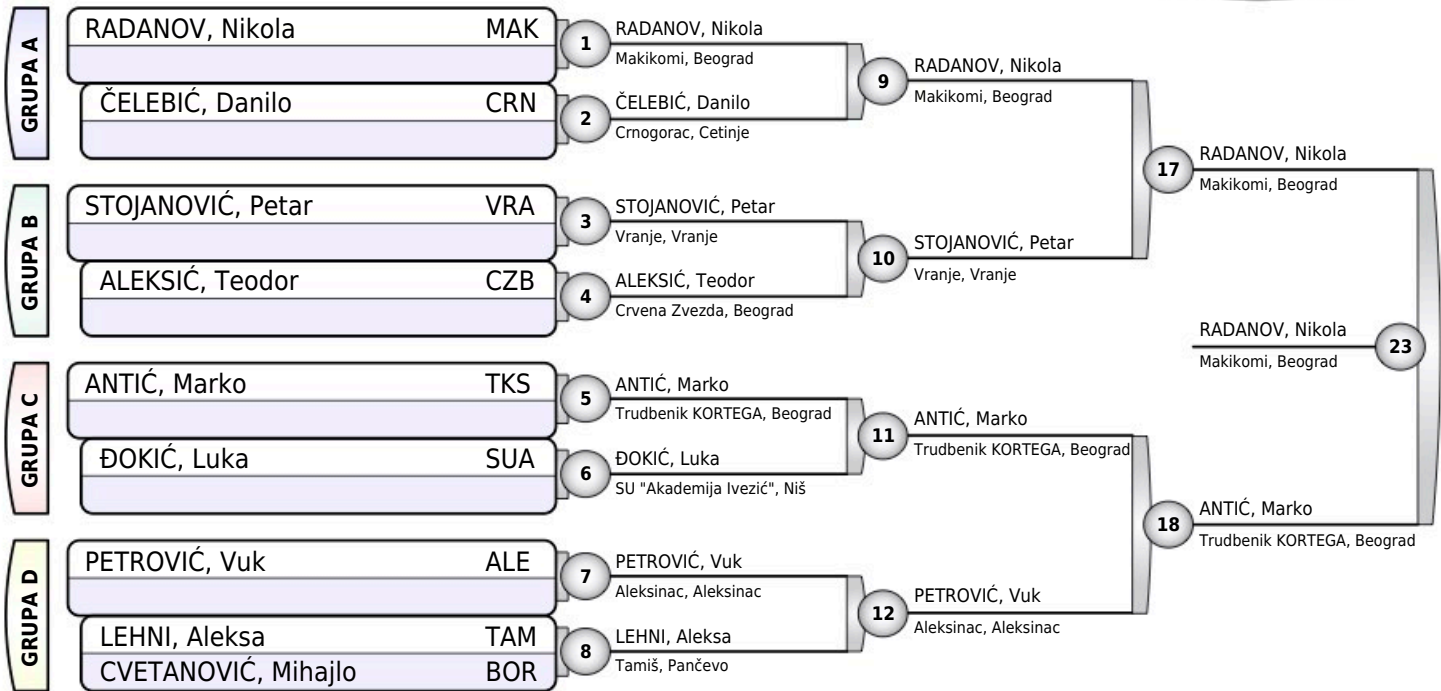 GRUPA A
RADANOV, Nikola MAK
ČELEBIĆ, Danilo CRN
1
RADANOV, Nikola
Makikomi, Beograd
2
ČELEBIĆ, Danilo
Crnogorac, Cetinje
9
RADANOV, Nikola
Makikomi, Beograd
GRUPA B
STOJANOVIĆ, Petar VRA
ALEKSIĆ, Teodor CZB
3
STOJANOVIĆ, Petar
Vranje, Vranje
4
ALEKSIĆ, Teodor
Crvena Zvezda, Beograd
10
STOJANOVIĆ, Petar
Vranje, Vranje
17
RADANOV, Nikola
Makikomi, Beograd
GRUPA C
ANTIĆ, Marko TKS
ĐOKIĆ, Luka SUA
5
ANTIĆ, Marko
Trudbenik KORTEGA, Beograd
6
ĐOKIĆ, Luka
SU "Akademija Ivezić", Niš
11
ANTIĆ, Marko
Trudbenik KORTEGA, Beograd
GRUPA D
PETROVIĆ, Vuk ALE
LEHNI, Aleksa TAM
CVETANOVIĆ, Mihajlo BOR
7
PETROVIĆ, Vuk
Aleksinac, Aleksinac
8
LEHNI, Aleksa
Tamiš, Pančevo
12
PETROVIĆ, Vuk
Aleksinac, Aleksinac
18
ANTIĆ, Marko
Trudbenik KORTEGA, Beograd
RADANOV, Nikola
Makikomi, Beograd
23